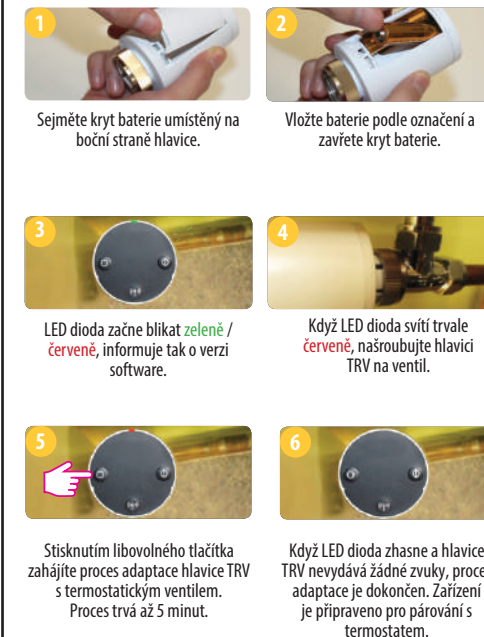 1
2
Sejměte kryt baterie umístěný na
boční straně hlavice.
Vložte baterie podle označení a
zavřete kryt baterie.
3
4
LED dioda začne blikat zeleně /
červeně, informuje tak o verzi
software.
Když LED dioda svítí trvale
červeně, našroubujte hlavici
TRV na ventil.
5
6
Stisknutím libovolného tlačítka
zahájíte proces adaptace hlavice TRV
s termostatickým ventilem.
Proces trvá až 5 minut.
Když LED dioda zhasne a hlavice
TRV nevydává žádné zvuky, proce
adaptace je dokončen. Zařízení
je připraveno pro párování s
termostatem.